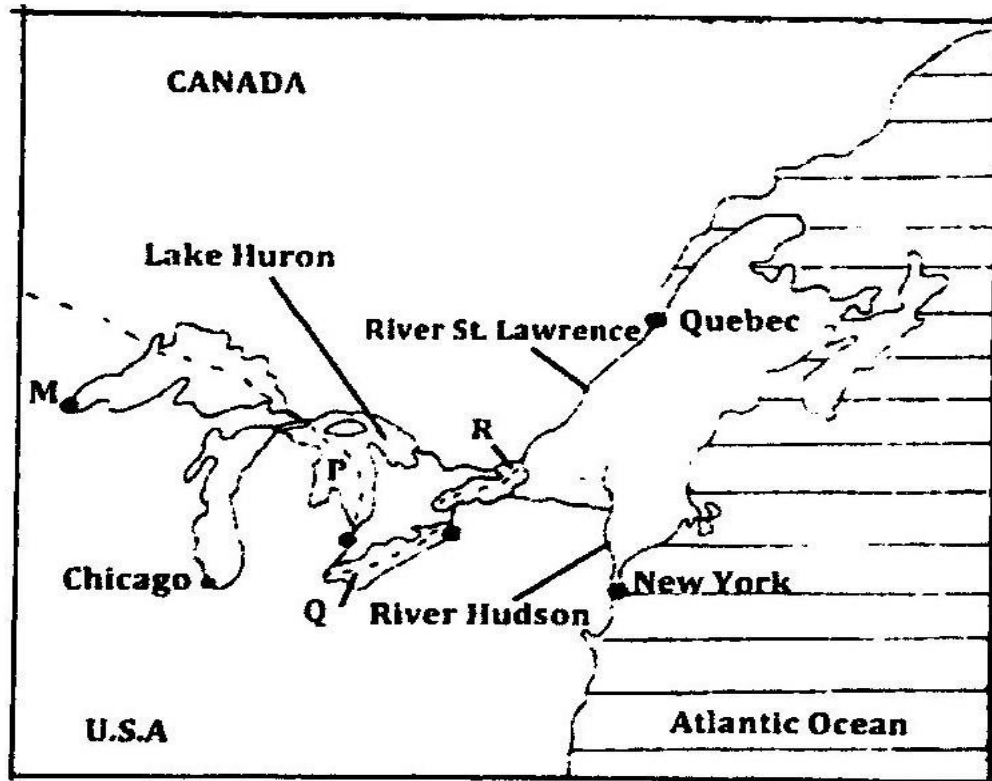 CANADA
Lake Huron
River St. Lawrence
Quebec
M
R
P
Chicago
New York
Q
River Hudson
U.S.A
Atlantic Ocean